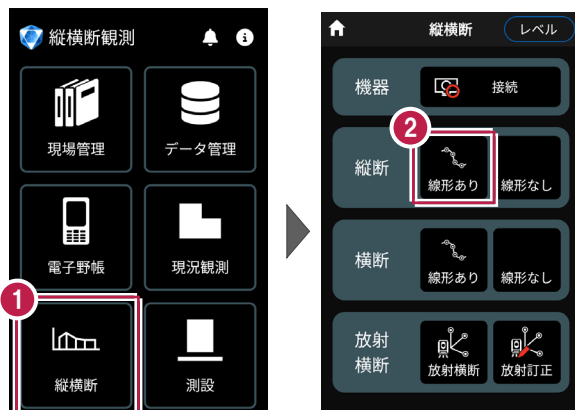 縦横断観測
現場管理
データ管理
電子野帳
現況観測
1
縦横断
測設
縦横断
レベル
機器
接続
2
縦断
線形あり
線形なし
横断
線形あり
線形なし
放射
横断
放射横断
放射訂正